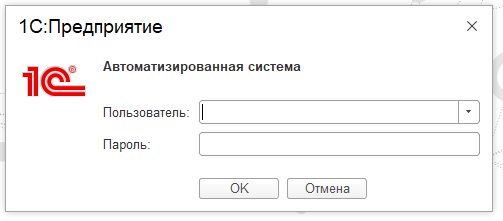 1С:Предприятие
1С®
Автоматизированная система
Пользователь:
Пароль:
OK
Отмена